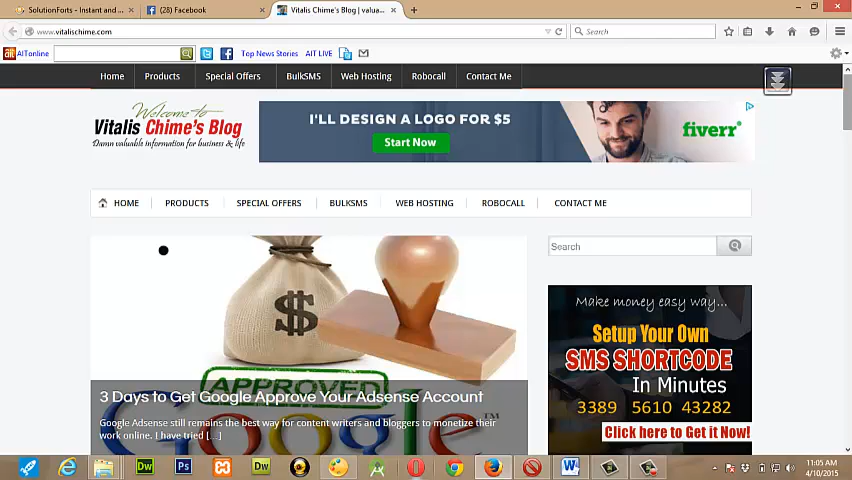 SolutionForts - Instant and ... ×
(28) Facebook ×
Vitalis Chime's Blog | valua... × +
www.vitalischime.com
Search
AITonline
Top News Stories AIT LIVE
Home Products Special Offers BulkSMS Web Hosting Robocall Contact Me
Welcome to
Vitalis Chime's Blog
Damn valuable information for business & life
I'LL DESIGN A LOGO FOR $5
Start Now
fiverr®
HOME PRODUCTS SPECIAL OFFERS BULKSMS WEB HOSTING ROBOCALL CONTACT ME
Search
$
APPROVED
Google™
3 Days to Get Google Approve Your Adsense Account
Google Adsense still remains the best way for content writers and bloggers to monetize their
work online. I have tried [...]
Make money easy way...
Setup Your Own
SMS SHORTCODE
In Minutes
3389 5610 43282
Click here to Get it Now!
Dw Ps Dw
11:05 AM
4/10/2015